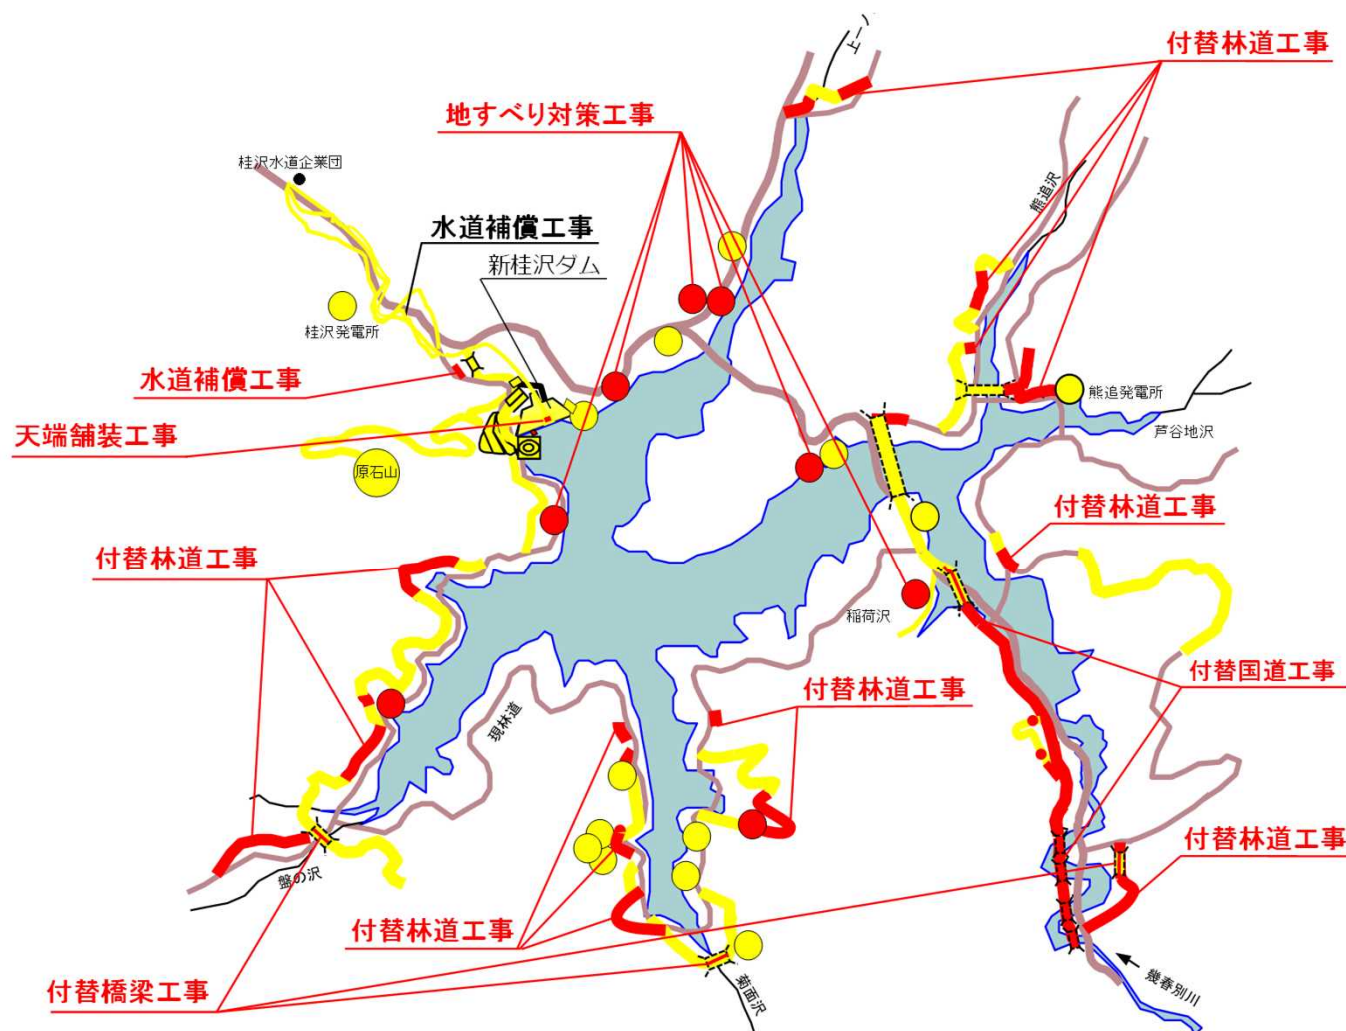 上一ノ
付替林道工事
地すべり対策工事
桂沢水道企業団
熊追沢
水道補償工事
新桂沢ダム
桂沢発電所
水道補償工事
熊追発電所
芦谷地沢
天端舗装工事
原石山
付替林道工事
付替林道工事
稲荷沢
付替国道工事
付替林道工事
現林道
付替林道工事
盤の沢
付替林道工事
菊面沢
幾春別川
付替橋梁工事